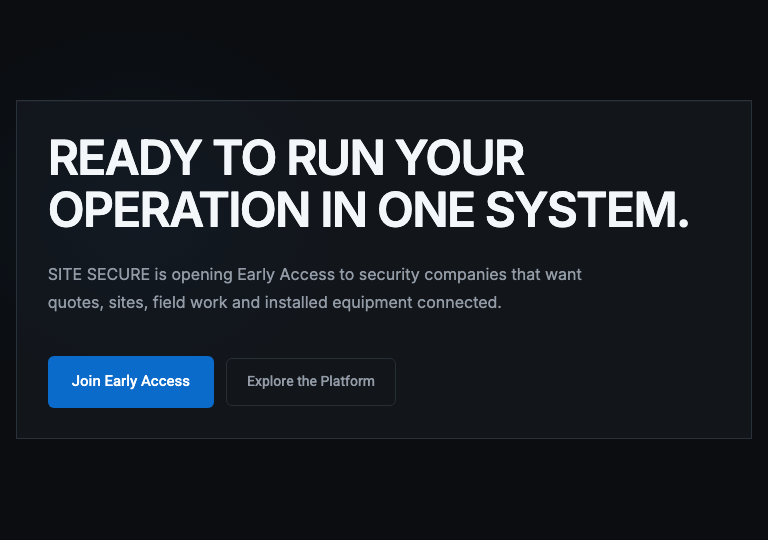 READY TO RUN YOUR
OPERATION IN ONE SYSTEM.
SITE SECURE is opening Early Access to security companies that want
quotes, sites, field work and installed equipment connected.
Join Early Access
Explore the Platform